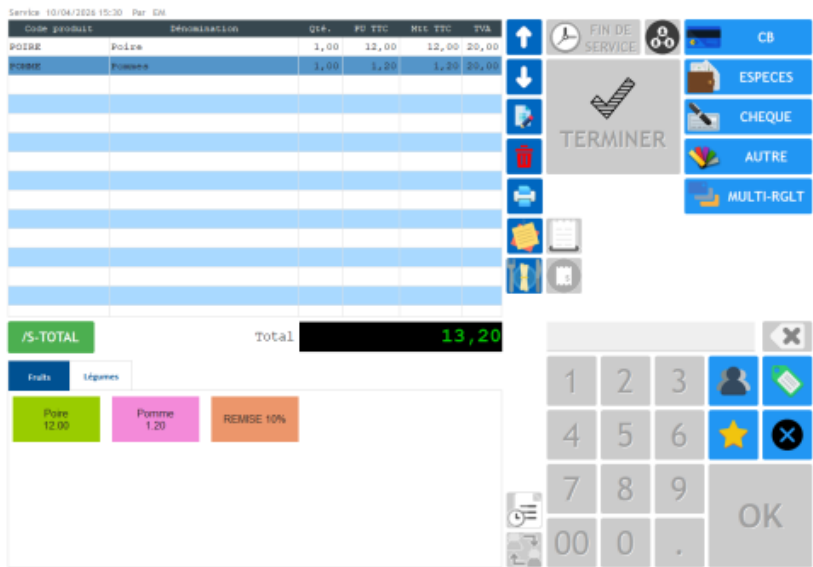 Service 10/04/2026 15:30 Par EM
Code produit Dénomination Qté. PU TTC Mtt TTC TVA
POIRE Poire 1,00 12,00 12,00 20,00
POMME Pommes 1,00 1,20 1,20 20,00
FIN DE SERVICE
TERMINER
CB
ESPECES
CHEQUE
AUTRE
MULTI-RGLT
/S-TOTAL Total 13,20
Fruits Légumes
Poire
12.00
Pomme
1.20
REMISE 10%
1 2 3
4 5 6
7 8 9
00 0 .
OK